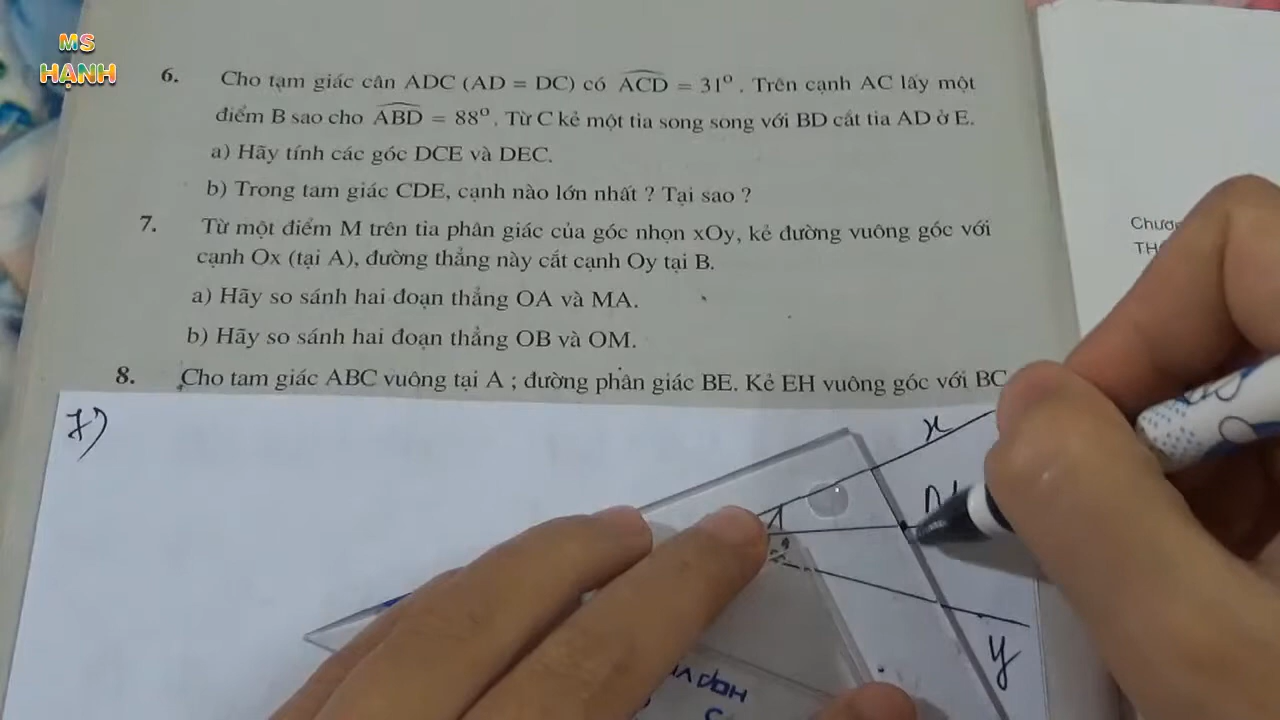 MS
HẠNH
6. Cho tam giác cân ADC (AD = DC) có ACD = 31º. Trên cạnh AC lấy một
điểm B sao cho ABD = 88º. Từ C kẻ một tia song song với BD cắt tia AD ở E.
a) Hãy tính các góc DCE và DEC.
b) Trong tam giác CDE, cạnh nào lớn nhất ? Tại sao ?
7. Từ một điểm M trên tia phân giác của góc nhọn xOy, kẻ đường vuông góc với
cạnh Ox (tại A), đường thẳng này cắt cạnh Oy tại B.
a) Hãy so sánh hai đoạn thẳng OA và MA.
b) Hãy so sánh hai đoạn thẳng OB và OM.
8. Cho tam giác ABC vuông tại A ; đường phân giác BE. Kẻ EH vuông góc với BC
7)
x
y